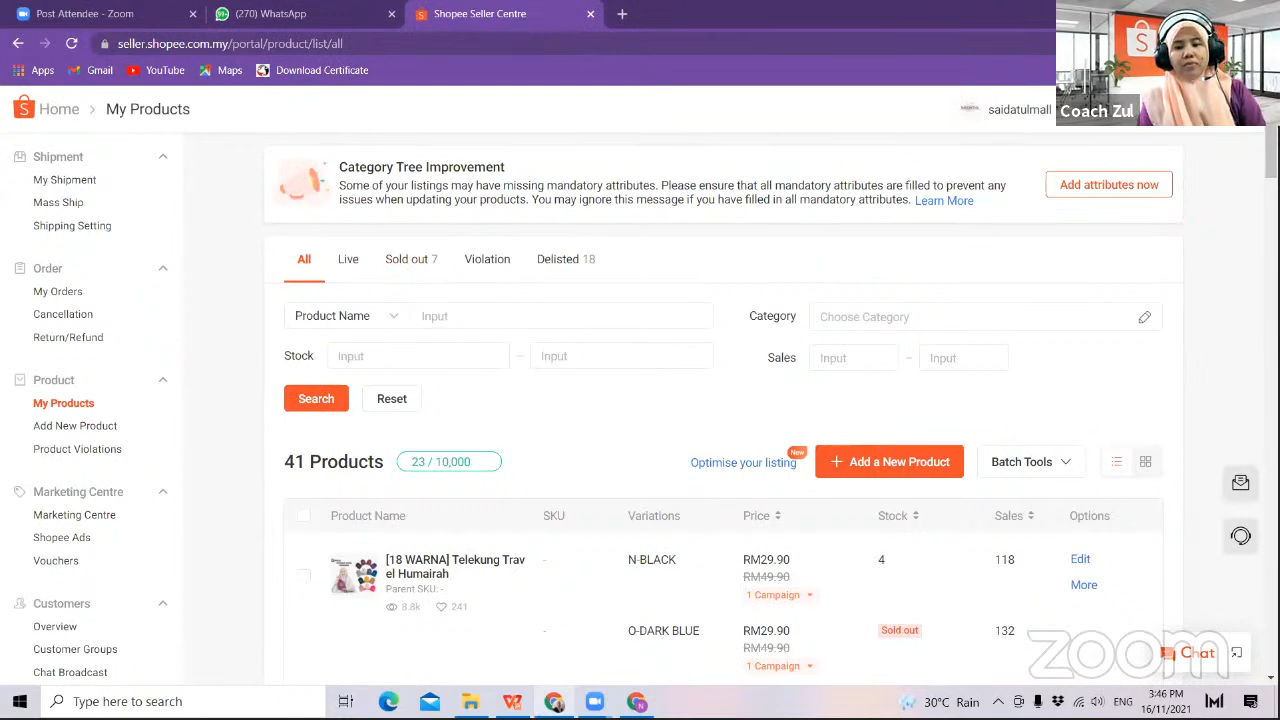 Post Attendee - Zoom
(270) WhatsApp
Shopee Seller Centre
seller.shopee.com.my/portal/product/list/all
Apps
Gmail
YouTube
Maps
Download Certificate
Coach Zul
Home > My Products
saidatulmall
Shipment
My Shipment
Mass Ship
Shipping Setting
Order
My Orders
Cancellation
Return/Refund
Product
My Products
Add New Product
Product Violations
Marketing Centre
Marketing Centre
Shopee Ads
Vouchers
Customers
Overview
Customer Groups
Chat Broadcast
Category Tree Improvement
Some of your listings may have missing mandatory attributes. Please ensure that all mandatory attributes are filled to prevent any
issues when updating your products. You may ignore this message if you have filled in all mandatory attributes. Learn More
Add attributes now
All
Live
Sold out 7
Violation
Delisted 18
Product Name
Input
Category
Choose Category
Stock
Input
–
Input
Sales
Input
–
Input
Search
Reset
41 Products
23 / 10,000
Optimise your listing
New
+ Add a New Product
Batch Tools
Product Name
SKU
Variations
Price
Stock
Sales
Options
[18 WARNA] Telekung Trav
el Humairah
Parent SKU: -
8.8k
241
-
N-BLACK
RM29.90
RM49.90
1 Campaign
4
118
Edit
More
-
O-DARK BLUE
RM29.90
RM49.90
1 Campaign
Sold out
132
Chat
zoom
Type here to search
30°C Rain
3:46 PM
16/11/2021